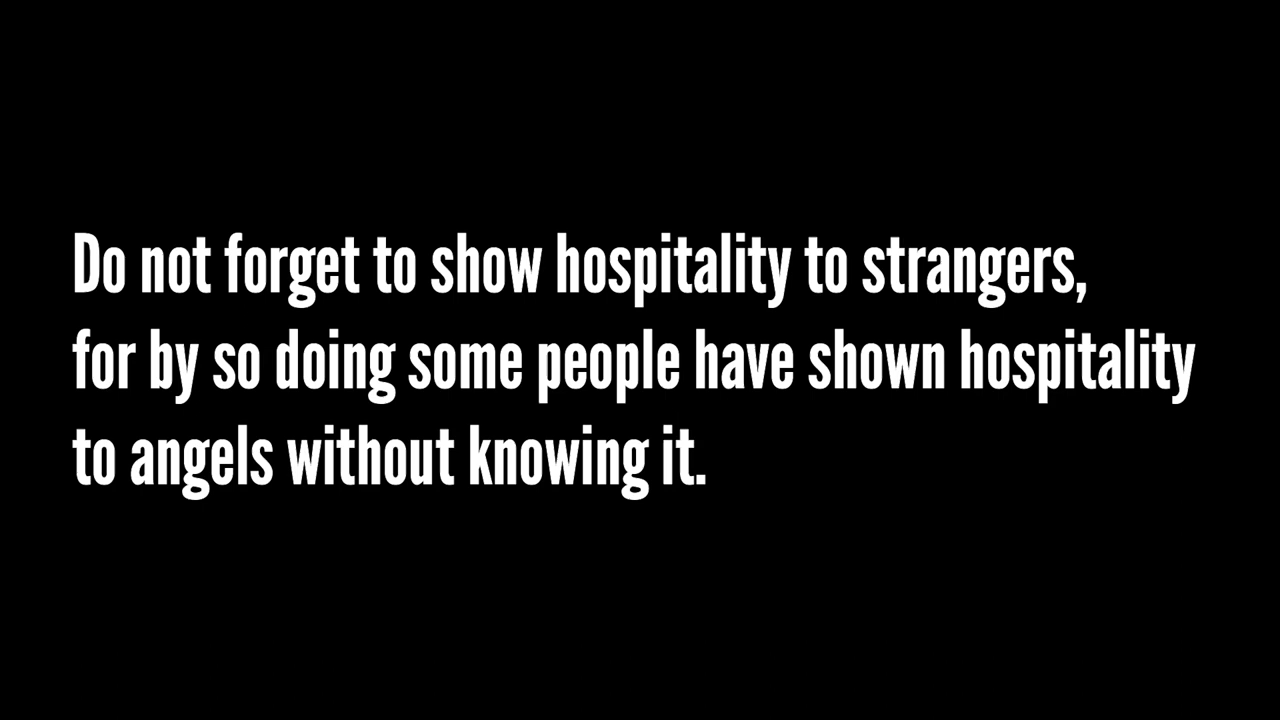 Do not forget to show hospitality to strangers,
for by so doing some people have shown hospitality
to angels without knowing it.